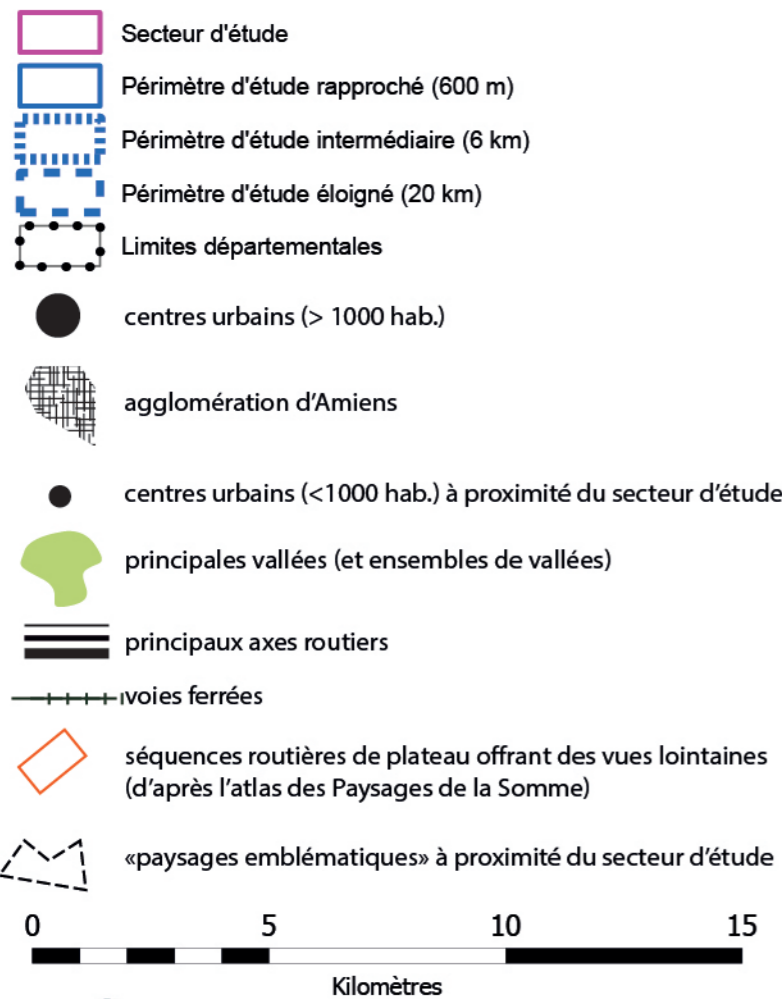 Secteur d'étude
Périmètre d'étude rapproché (600 m)
Périmètre d'étude intermédiaire (6 km)
Périmètre d'étude éloigné (20 km)
Limites départementales
centres urbains (> 1000 hab.)
agglomération d’Amiens
centres urbains (<1000 hab.) à proximité du secteur d’étude
principales vallées (et ensembles de vallées)
principaux axes routiers
voies ferrées
séquences routières de plateau offrant des vues lointaines
(d’après l’atlas des Paysages de la Somme)
«paysages emblématiques» à proximité du secteur d’étude
0 5 10 15
Kilomètres